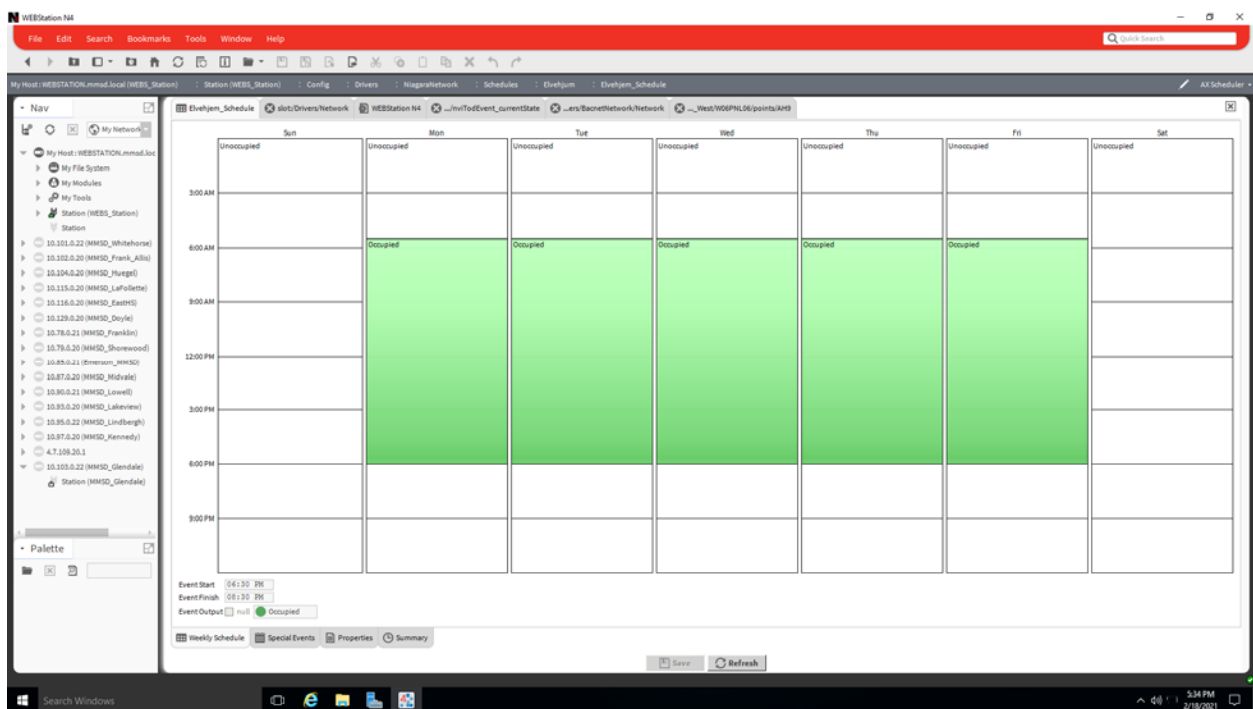 WEBStation N4
File Edit Search Bookmarks Tools Window Help
Quick Search
My Host: WEBSTATION.mmsd.local (WEBS_Station) : Station (WEBS_Station) : Config : Drivers : NiagaraNetwork : Schedules : Elvehjum : Elvehjem_Schedule
AX Scheduler
Nav
My Network
My Host: WEBSTATION.mmsd.loc
My File System
My Modules
My Tools
Station (WEBS_Station)
Station
10.101.0.22 (MMSD_Whitehorse)
10.102.0.20 (MMSD_Frank_Allis)
10.104.0.20 (MMSD_Huegel)
10.115.0.20 (MMSD_LaFollette)
10.116.0.20 (MMSD_EastHS)
10.129.0.20 (MMSD_Doyle)
10.78.0.21 (MMSD_Franklin)
10.79.0.20 (MMSD_Shorewood)
10.85.0.21 (Emerson_MMSD)
10.87.0.20 (MMSD_Midvale)
10.90.0.21 (MMSD_Lowell)
10.93.0.20 (MMSD_Lakeview)
10.95.0.22 (MMSD_Lindbergh)
10.97.0.20 (MMSD_Kennedy)
4.7.109.20.1
10.103.0.22 (MMSD_Glendale)
Station (MMSD_Glendale)
Palette
Elvehjem_Schedule slot:/Drivers/Network WEBStation N4 .../nviTodEvent_currentState ...ers/BacnetNetwork/Network ..._West/W06PNL06/points/AH9
Sun Mon Tue Wed Thu Fri Sat
Unoccupied Unoccupied Unoccupied Unoccupied Unoccupied Unoccupied Unoccupied
3:00 AM
Occupied Occupied Occupied Occupied Occupied
6:00 AM
9:00 AM
12:00 PM
3:00 PM
6:00 PM
9:00 PM
Event Start 06:30 PM
Event Finish 08:30 PM
Event Output null Occupied
Weekly Schedule Special Events Properties Summary
Save Refresh
Search Windows
5:34 PM
2/18/2021